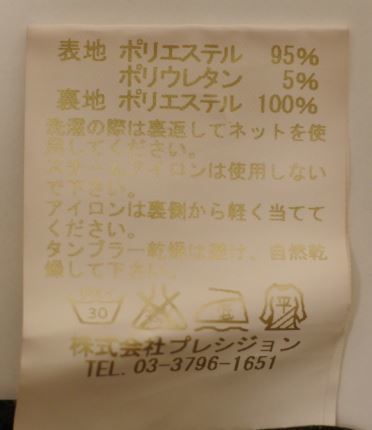 表地 ポリエステル 95%
ポリウレタン 5%
裏地 ポリエステル 100%
洗濯の際は裏返してネットを使
用してください。
スチームアイロンは使用しない
で下さい。
アイロンは裏側から軽く当てて
ください。
タンブラー乾燥は避け、自然乾
燥して下さい。
30
平
株式会社プレシジョン
TEL. 03-3796-1651